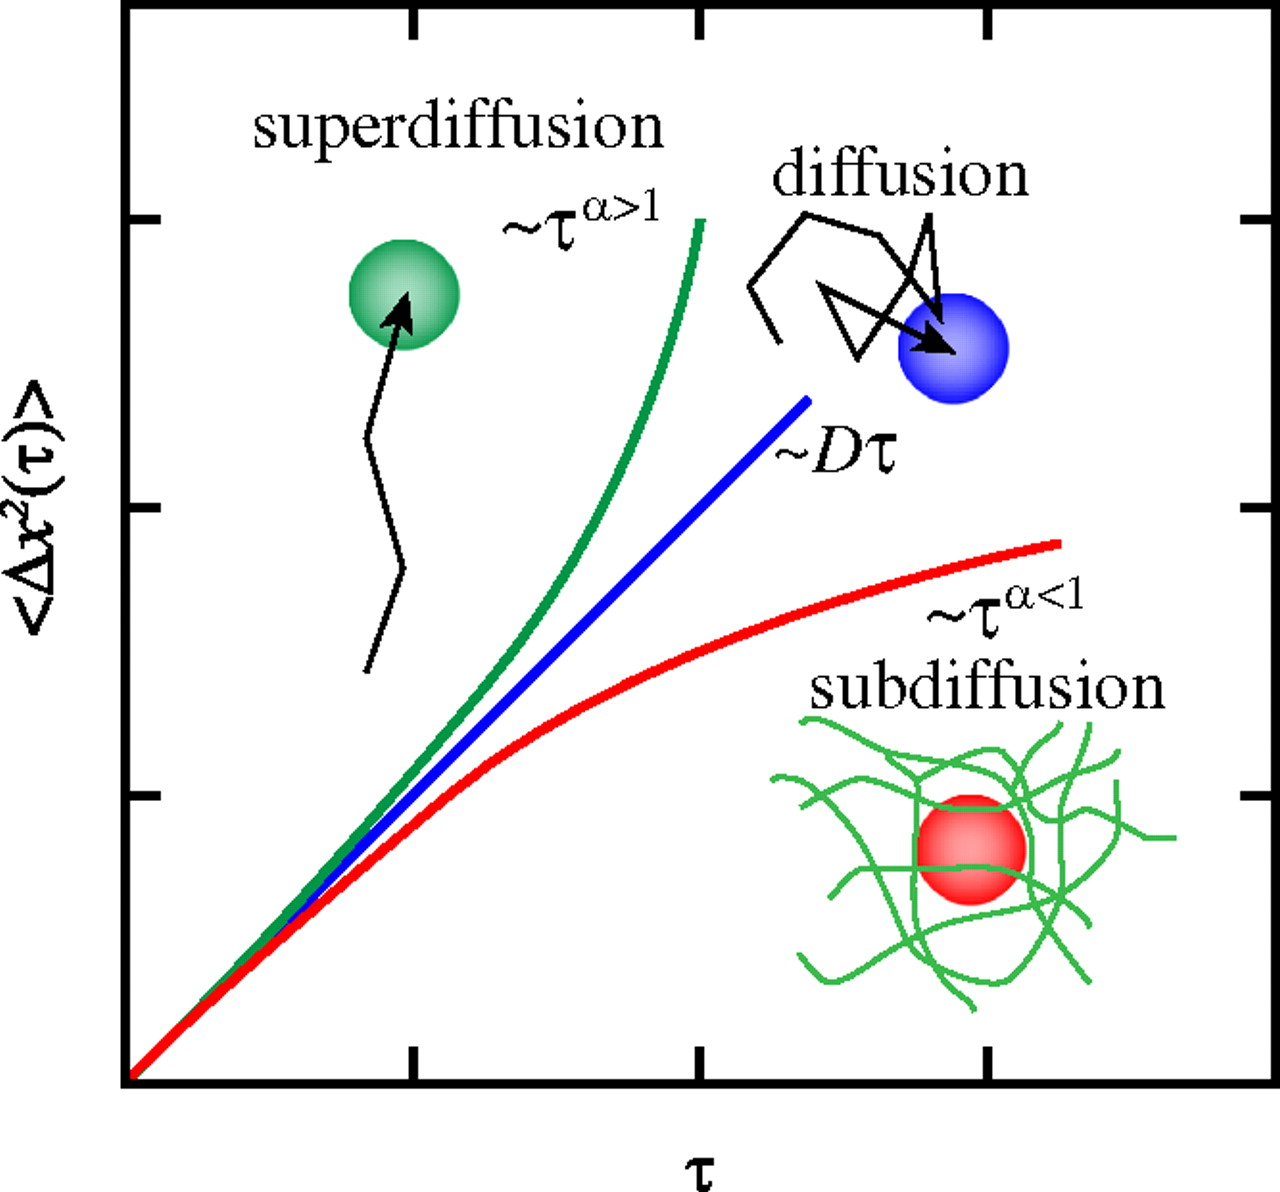 superdiffusion
~τ^α>1
diffusion
~Dτ
<Δx²(τ)>
~τ^α<1
subdiffusion
τ